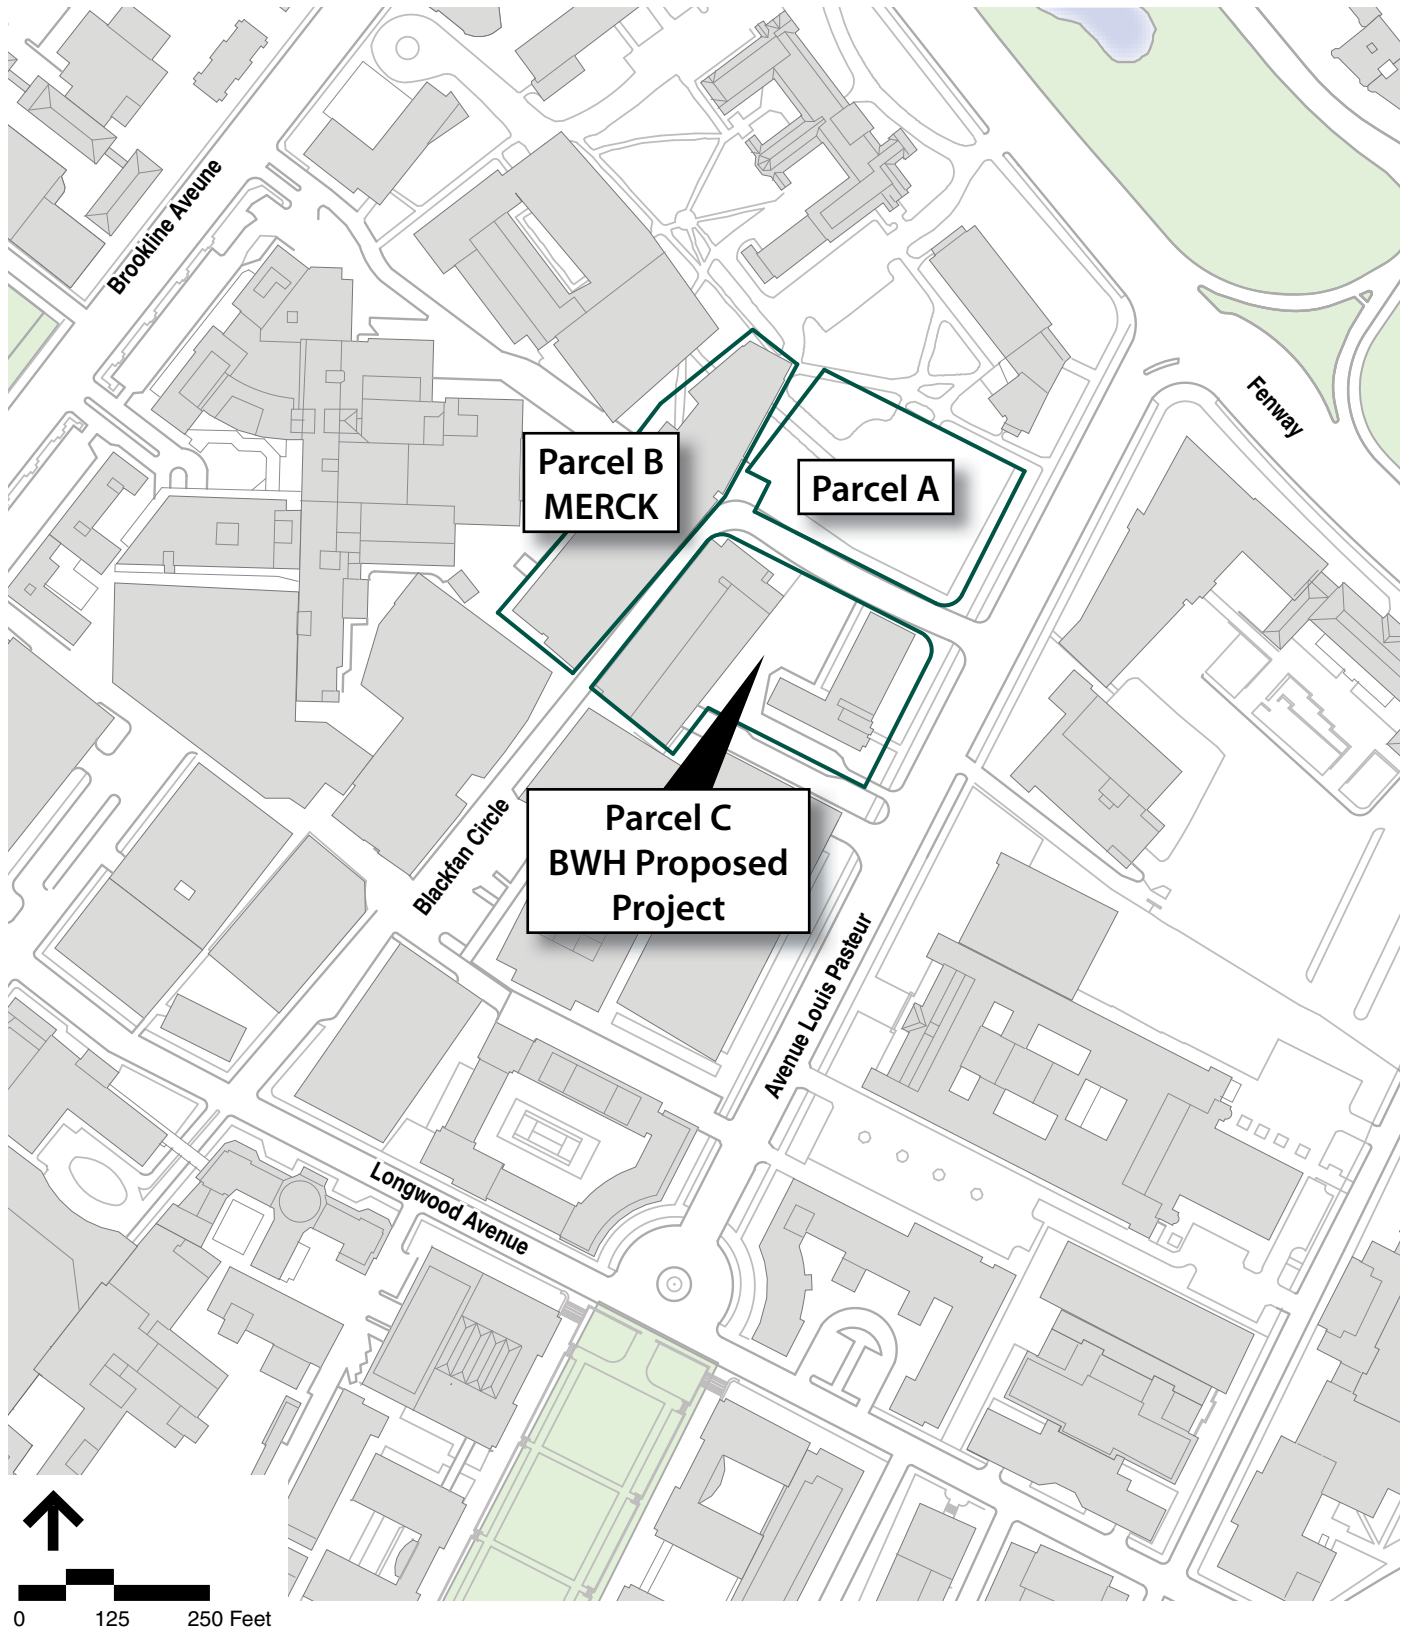 Brookline Aveune
Fenway
Parcel B
MERCK
Parcel A
Parcel C
BWH Proposed
Project
Blackfan Circle
Avenue Louis Pasteur
Longwood Avenue
0 125 250 Feet